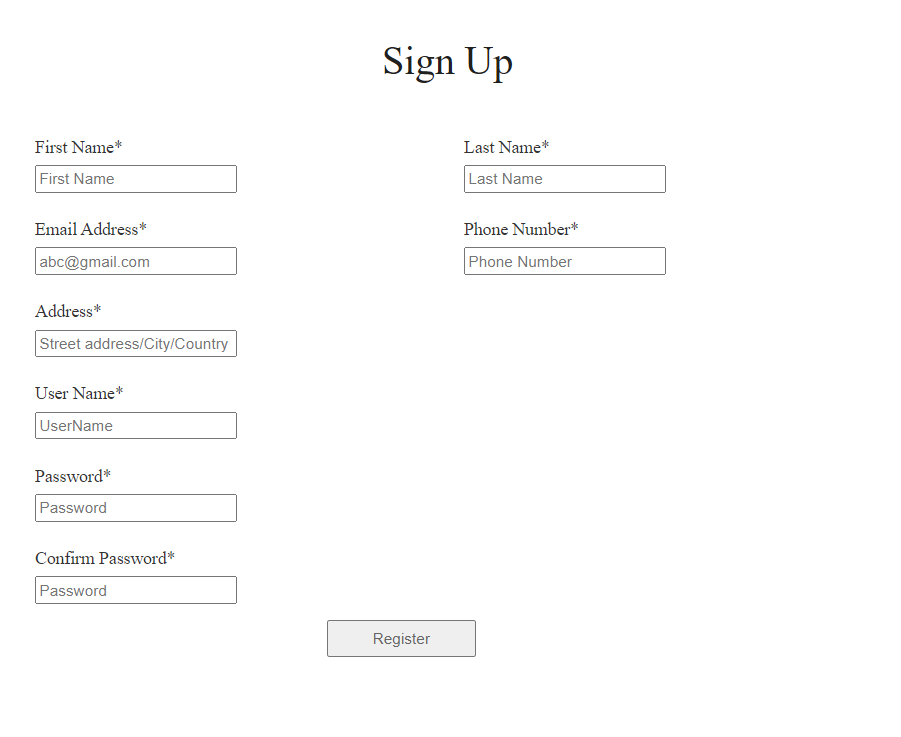 Sign Up
First Name* Last Name*
First Name Last Name
Email Address* Phone Number*
abc@gmail.com Phone Number
Address*
Street address/City/Country
User Name*
UserName
Password*
Password
Confirm Password*
Password
Register